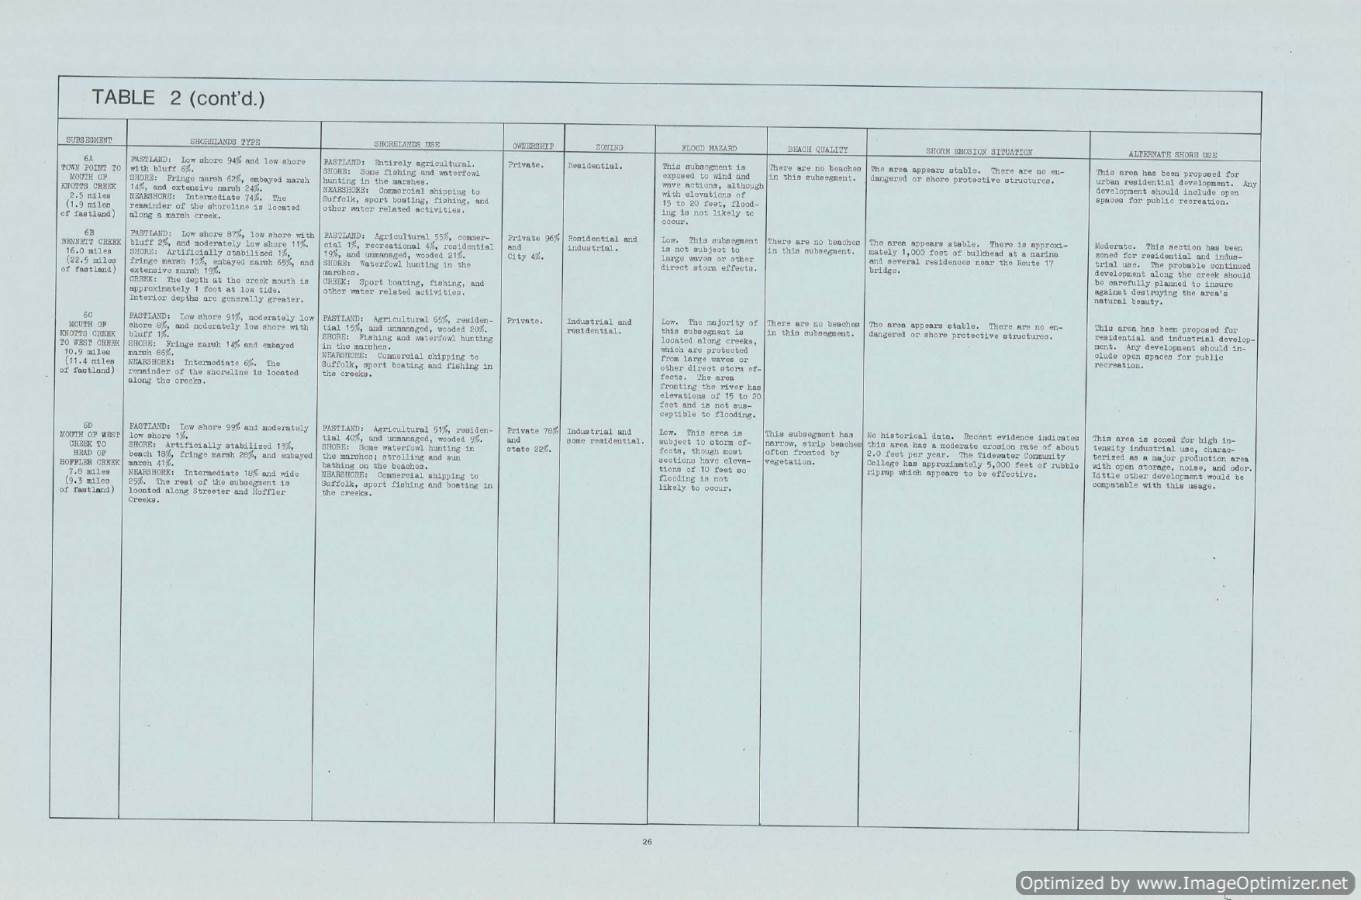 TABLE 2 (cont'd.)
SUBSEGMENT
SHORELANDS TYPE
SHORELANDS USE
OWNERSHIP
ZONING
FLOOD HAZARD
BEACH QUALITY
SHORE EROSION SITUATION
ALTERNATE SHORE USE
6A
TOWN POINT TO
MOUTH OF
KNOTTS CREEK
2.5 miles
(1.9 miles
of fastland)
FASTLAND: Low shore 94% and low shore
with bluff 6%.
SHORE: Fringe marsh 62%, embayed marsh
14%, and extensive marsh 24%.
NEARSHORE: Intermediate 74%. The
remainder of the shoreline is located
along a marsh creek.
FASTLAND: Entirely agricultural.
SHORE: Some fishing and waterfowl
hunting in the marshes.
NEARSHORE: Commercial shipping to
Suffolk, sport boating, fishing, and
other water related activities.
Private.
Residential.
This subsegment is
exposed to wind and
wave actions, although
with elevations of
15 to 20 feet, flood-
ing is not likely to
occur.
There are no beaches
in this subsegment.
The area appears stable. There are no en-
dangered or shore protective structures.
This area has been proposed for
urban residential development. Any
development should include open
spaces for public recreation.
6B
BENNETT CREEK
16.0 miles
(22.5 miles
of fastland)
FASTLAND: Low shore 87%, low shore with
bluff 2%, and moderately low shore 11%.
SHORE: Artificially stabilized 1%,
fringe marsh 15%, embayed marsh 65%, and
extensive marsh 19%.
CREEK: The depth at the creek mouth is
approximately 1 foot at low tide.
Interior depths are generally greater.
FASTLAND: Agricultural 55%, commer-
cial 1%, recreational 4%, residential
19%, and unmanaged, wooded 21%.
SHORE: Waterfowl hunting in the
marshes.
CREEK: Sport boating, fishing, and
other water related activities.
Private 96%
and
City 4%.
Residential and
industrial.
Low. This subsegment
is not subject to
large waves or other
direct storm effects.
There are no beaches
in this subsegment.
The area appears stable. There is approxi-
mately 1,000 feet of bulkhead at a marina
and several residences near the Route 17
bridge.
Moderate. This section has been
zoned for residential and indus-
trial use. The probable continued
development along the creek should
be carefully planned to insure
against destroying the area's
natural beauty.
6C
MOUTH OF
KNOTTS CREEK
TO WEST CREEK
10.9 miles
(11.4 miles
of fastland)
FASTLAND: Low shore 91%, moderately low
shore 8%, and moderately low shore with
bluff 1%.
SHORE: Fringe marsh 14% and embayed
marsh 86%.
NEARSHORE: Intermediate 6%. The
remainder of the shoreline is located
along the creeks.
FASTLAND: Agricultural 65%, residen-
tial 15%, and unmanaged, wooded 20%.
SHORE: Fishing and waterfowl hunting
in the marshes.
NEARSHORE: Commercial shipping to
Suffolk, sport boating and fishing in
the creeks.
Private.
Industrial and
residential.
Low. The majority of
this subsegment is
located along creeks,
which are protected
from large waves or
other direct storm ef-
fects. The area
fronting the river has
elevations of 15 to 20
feet and is not sus-
ceptible to flooding.
There are no beaches
in this subsegment.
The area appears stable. There are no en-
dangered or shore protective structures.
This area has been proposed for
residential and industrial develop-
ment. Any development should in-
clude open spaces for public
recreation.
6D
MOUTH OF WEST
CREEK TO
HEAD OF
HOFFLER CREEK
7.8 miles
(9.3 miles
of fastland)
FASTLAND: Low shore 99% and moderately
low shore 1%.
SHORE: Artificially stabilized 13%,
beach 18%, fringe marsh 28%, and embayed
marsh 41%.
NEARSHORE: Intermediate 18% and wide
25%. The rest of the subsegment is
located along Streeter and Hoffler
Creeks.
FASTLAND: Agricultural 51%, residen-
tial 40%, and unmanaged, wooded 9%.
SHORE: Some waterfowl hunting in
the marshes; strolling and sun
bathing on the beaches.
NEARSHORE: Commercial shipping to
Suffolk, sport fishing and boating in
the creeks.
Private 78%
and
state 22%.
Industrial and
some residential.
Low. This area is
subject to storm ef-
fects, though most
sections have eleva-
tions of 10 feet so
flooding is not
likely to occur.
This subsegment has
narrow, strip beaches
often fronted by
vegetation.
No historical data. Recent evidence indicates
this area has a moderate erosion rate of about
2.0 feet per year. The Tidewater Community
College has approximately 5,000 feet of rubble
riprap which appears to be effective.
This area is zoned for high in-
tensity industrial use, charac-
terized as a major production area
with open storage, noise, and odor.
Little other development would be
compatable with this usage.
26
Optimized by www.ImageOptimizer.net